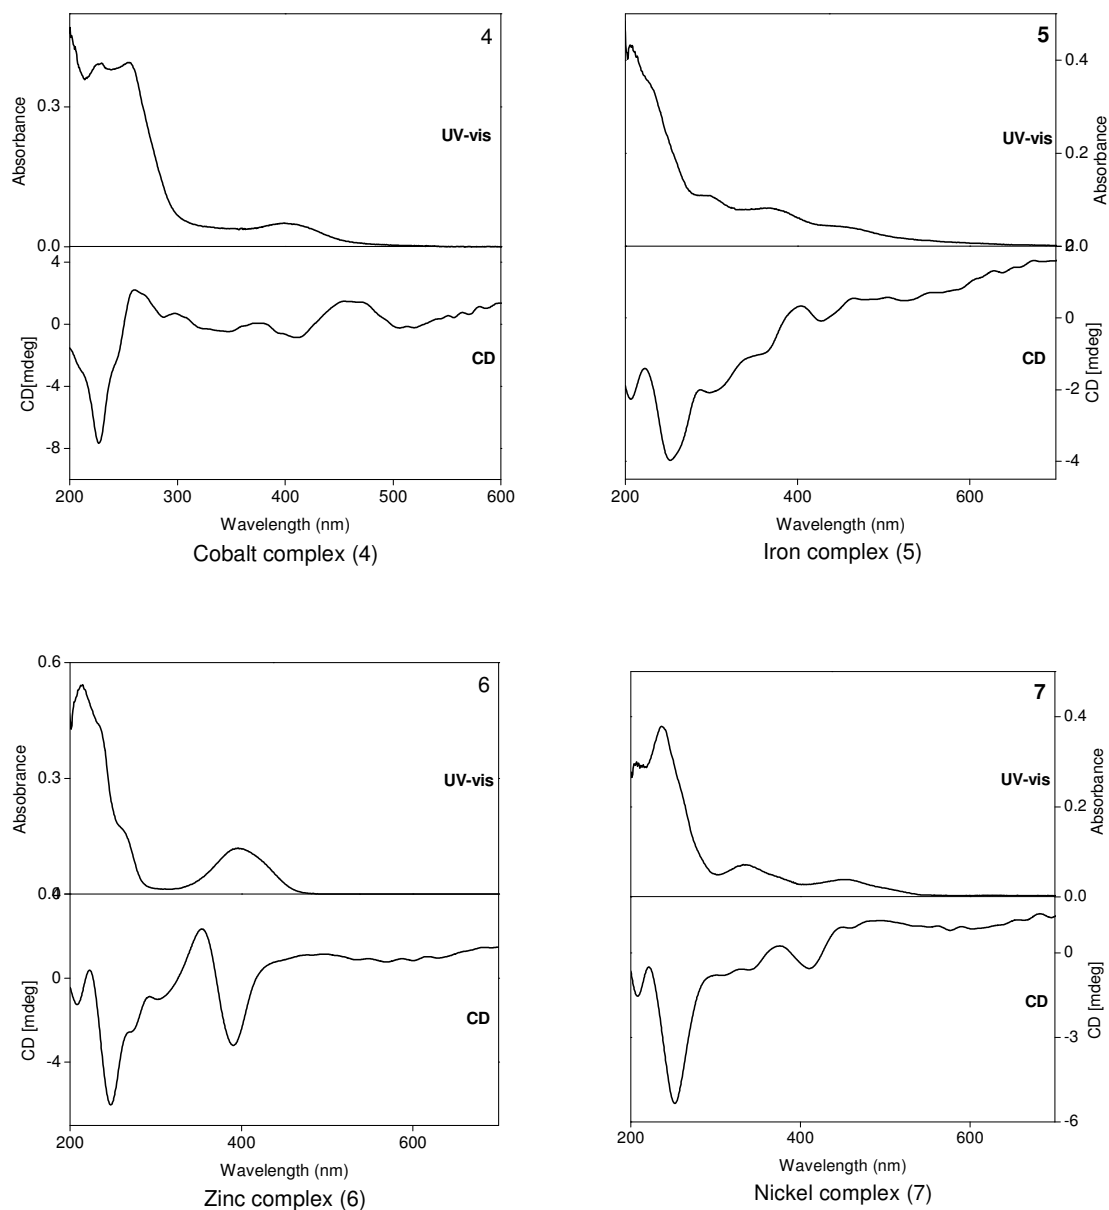 4
Absorbance
0.3
UV-vis
0.0
4
0
-4
-8
CD[mdeg]
CD
200 300 400 500 600
Wavelength (nm)
Cobalt complex (4)
5
0.4
UV-vis
0.2
Absorbance
0
CD
-2
-4
CD [mdeg]
200 400 600
Wavelength (nm)
Iron complex (5)
0.6
6
Absobrance
0.3
UV-vis
0
-4
CD [mdeg]
CD
200 400 600
Wavelength (nm)
Zinc complex (6)
7
0.4
UV-vis
0.2
Absorbance
0.0
0
CD
-3
-6
CD [mdeg]
200 400 600
Wavelength (nm)
Nickel complex (7)